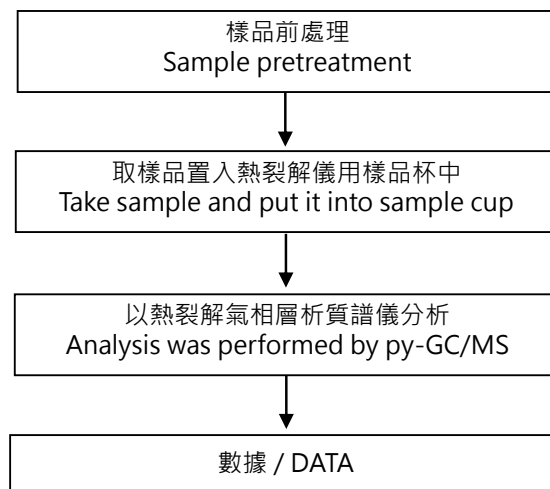 樣品前處理
Sample pretreatment
取樣品置入熱裂解儀用樣品杯中
Take sample and put it into sample cup
以熱裂解氣相層析質譜儀分析
Analysis was performed by py-GC/MS
數據 / DATA